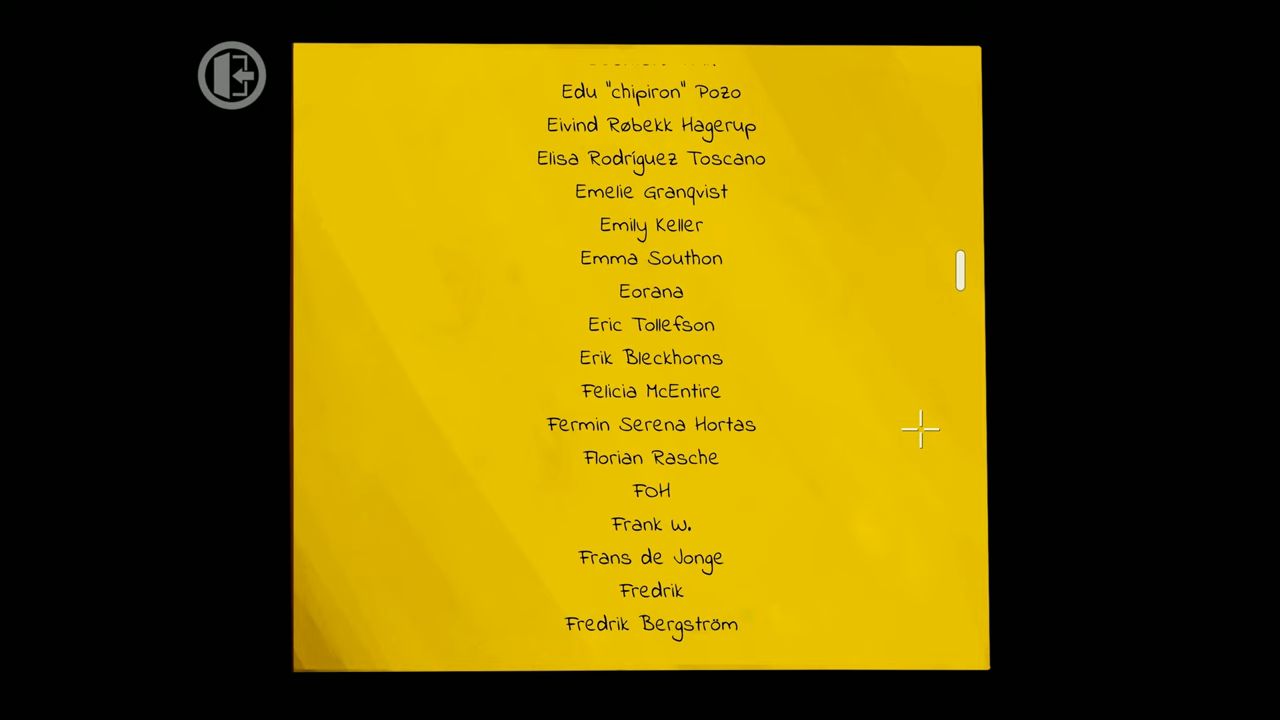 Edu "chipiron" Pozo
Eivind Røbekk Hagerup
Elisa Rodríguez Toscano
Emelie Granqvist
Emily Keller
Emma Southon
Eorana
Eric Tollefson
Erik Bleckhorns
Felicia McEntire
Fermin Serena Hortas
Florian Rasche
FOH
Frank W.
Frans de Jonge
Fredrik
Fredrik Bergström